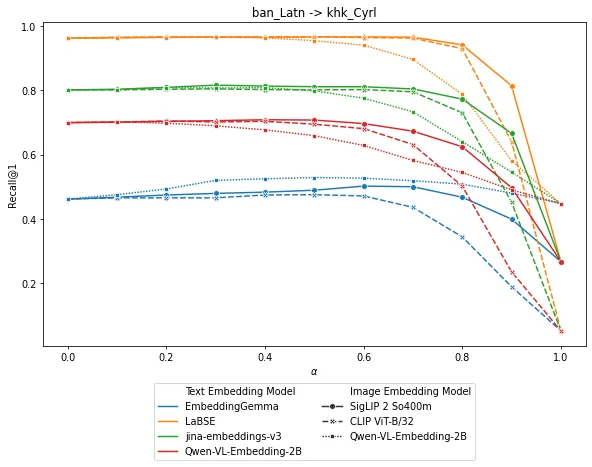 ban_Latn -> khk_Cyrl
Recall@1
1.0
0.8
0.6
0.4
0.2
0.0 0.2 0.4 0.6 0.8 1.0
α
Text Embedding Model
EmbeddingGemma
LaBSE
jina-embeddings-v3
Qwen-VL-Embedding-2B
Image Embedding Model
SigLIP 2 So400m
CLIP ViT-B/32
Qwen-VL-Embedding-2B